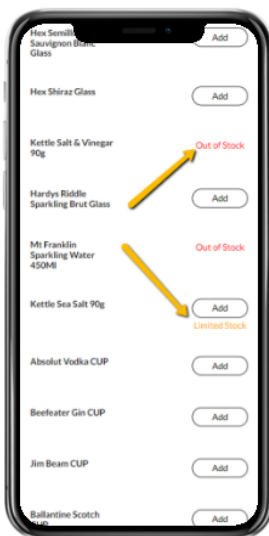 Hex Semillon
Sauvignon Blanc
Glass
Add
Hex Shiraz Glass
Add
Kettle Salt & Vinegar
90g
Out of Stock
Hardys Riddle
Sparkling Brut Glass
Add
Mt Franklin
Sparkling Water
450Ml
Out of Stock
Kettle Sea Salt 90g
Add
Limited Stock
Absolut Vodka CUP
Add
Beefeater Gin CUP
Add
Jim Beam CUP
Add
Ballantine Scotch
CUP
Add